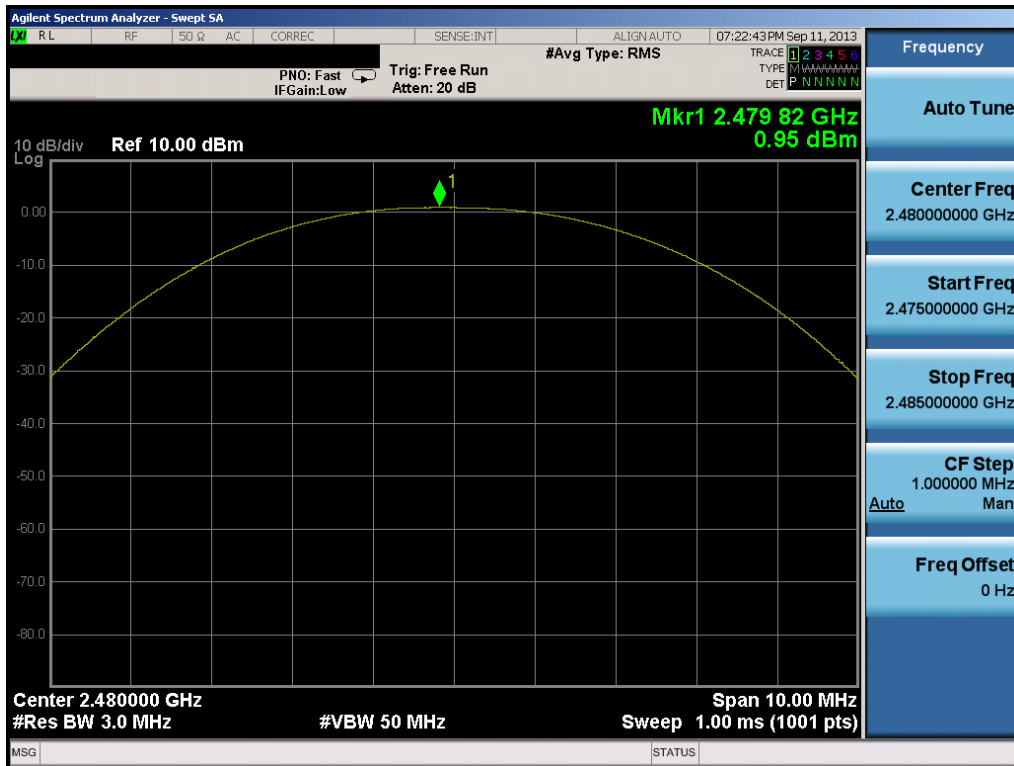 Agilent Spectrum Analyzer - Swept SA
LXI RL RF 50 Ω AC CORREC SENSE:INT ALIGN AUTO 07:22:43 PM Sep 11, 2013
#Avg Type: RMS
TRACE 1 2 3 4 5 6
PNO: Fast Trig: Free Run
TYPE M
IFGain:Low Atten: 20 dB
DET P N N N N N
Mkr1 2.479 82 GHz
0.95 dBm
10 dB/div Ref 10.00 dBm
Log
1
0.00
-10.0
-20.0
-30.0
-40.0
-50.0
-60.0
-70.0
-80.0
Center 2.480000 GHz Span 10.00 MHz
#Res BW 3.0 MHz #VBW 50 MHz Sweep 1.00 ms (1001 pts)
MSG STATUS
Frequency
Auto Tune
Center Freq
2.480000000 GHz
Start Freq
2.475000000 GHz
Stop Freq
2.485000000 GHz
CF Step
1.000000 MHz
Auto Man
Freq Offset
0 Hz